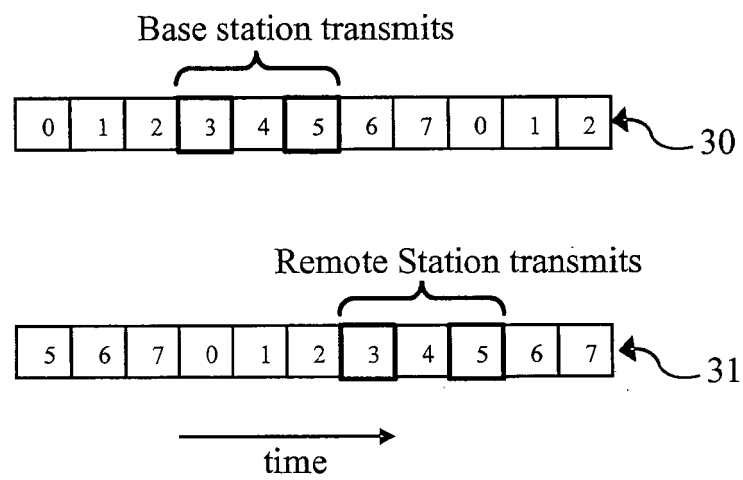 Base station transmits
0 1 2 3 4 5 6 7 0 1 2
30
Remote Station transmits
5 6 7 0 1 2 3 4 5 6 7
31
time